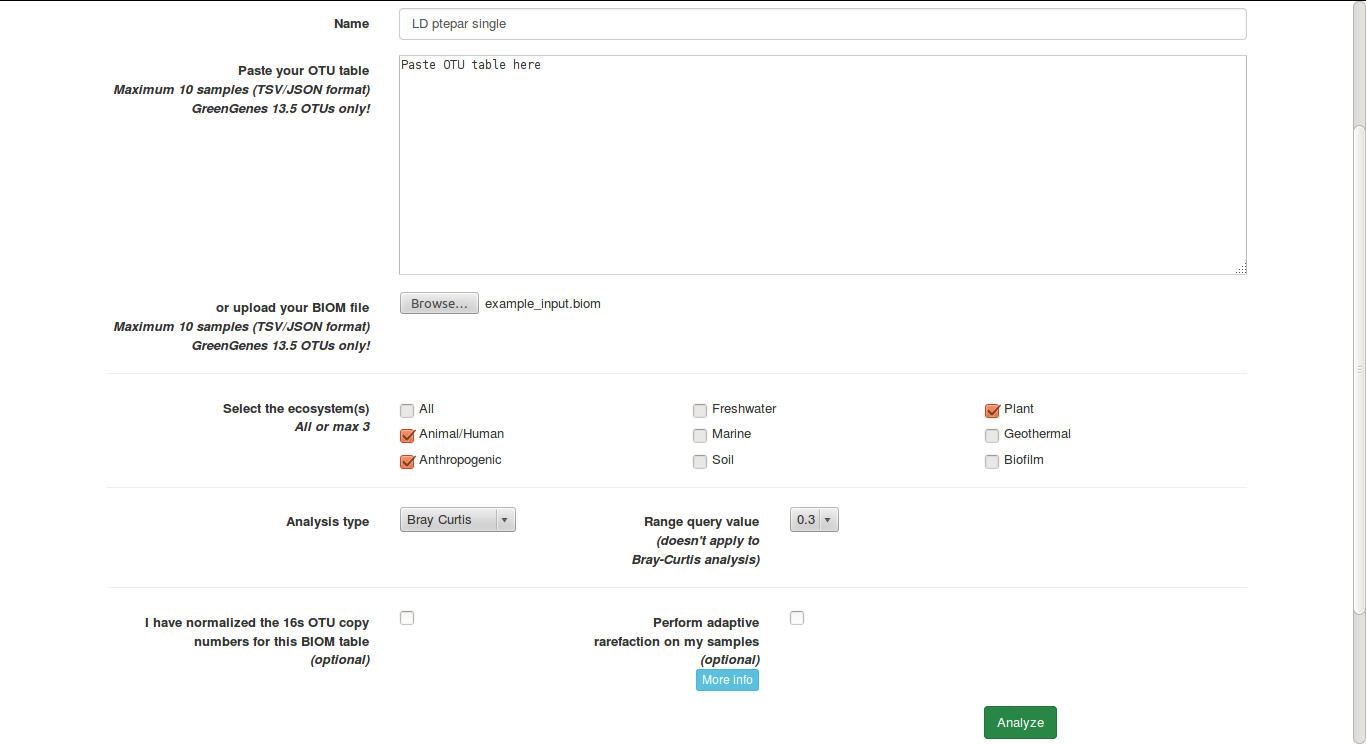 Name
LD ptepar single
Paste your OTU table
Maximum 10 samples (TSV/JSON format)
GreenGenes 13.5 OTUs only!
Paste OTU table here
or upload your BIOM file
Maximum 10 samples (TSV/JSON format)
GreenGenes 13.5 OTUs only!
Browse... example_input.biom
Select the ecosystem(s)
All or max 3
All Freshwater Plant
Animal/Human Marine Geothermal
Anthropogenic Soil Biofilm
Analysis type
Bray Curtis
Range query value
(doesn't apply to
Bray-Curtis analysis)
0.3
I have normalized the 16s OTU copy
numbers for this BIOM table
(optional)
Perform adaptive
rarefaction on my samples
(optional)
More info
Analyze